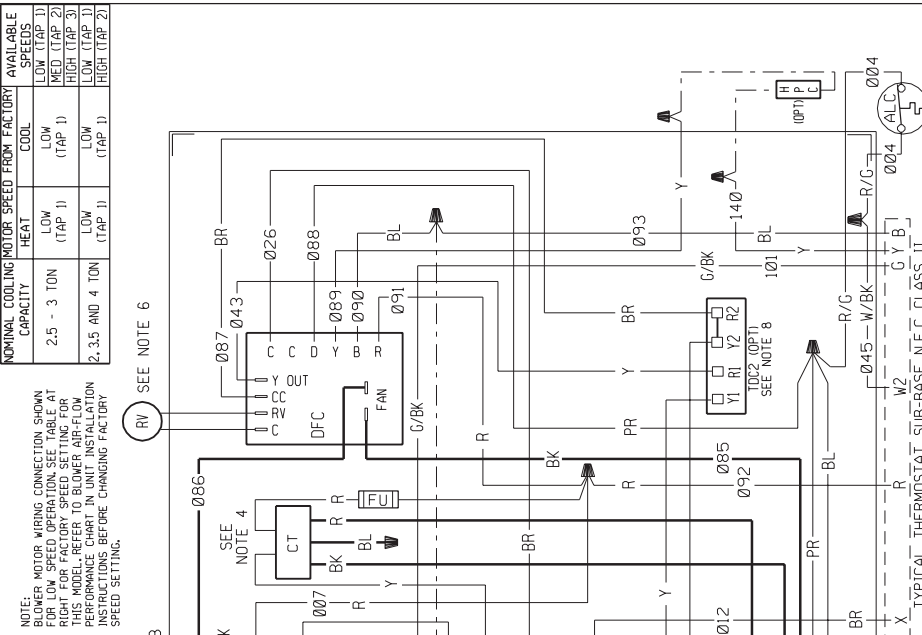 NOMINAL COOLING CAPACITY
MOTOR SPEED FROM FACTORY
HEAT
COOL
AVAILABLE SPEEDS
2.5 - 3 TON
LOW (TAP 1)
LOW (TAP 1)
LOW (TAP 1)
MED (TAP 2)
HIGH (TAP 3)
2, 3.5 AND 4 TON
LOW (TAP 1)
LOW (TAP 1)
LOW (TAP 1)
HIGH (TAP 2)
NOTE:
BLOWER MOTOR WIRING CONNECTION SHOWN
FOR LOW SPEED OPERATION, SEE TABLE AT
RIGHT FOR FACTORY SPEED SETTING FOR
THIS MODEL. REFER TO BLOWER AIR-FLOW
PERFORMANCE CHART IN UNIT INSTALLATION
INSTRUCTIONS BEFORE CHANGING FACTORY
SPEED SETTING.
SEE NOTE 6
RV
BR
087
043
026
088
089
090
091
BL
C C D Y B R
Y OUT
CC
RV
C
DFC
FAN
G/BK
R
BK
086
SEE
NOTE 4
R
FU
R
CT
BL
BK
Y
007
R
BR
BR
Y
PR
R
085
092
Y
012
093
Y
G/BK
R2
Y2
R1
Y1
TDC2 (OPT)
SEE NOTE 8
H
P
C
(OPT)
140
BL
Y
101
004
ALC
004
R/G
R/G
045
W/BK
PR
BL
BR
B
Y
G
W2
R
X
TYPICAL THERMOSTAT SUB-BASE N.E.C. CLASS II